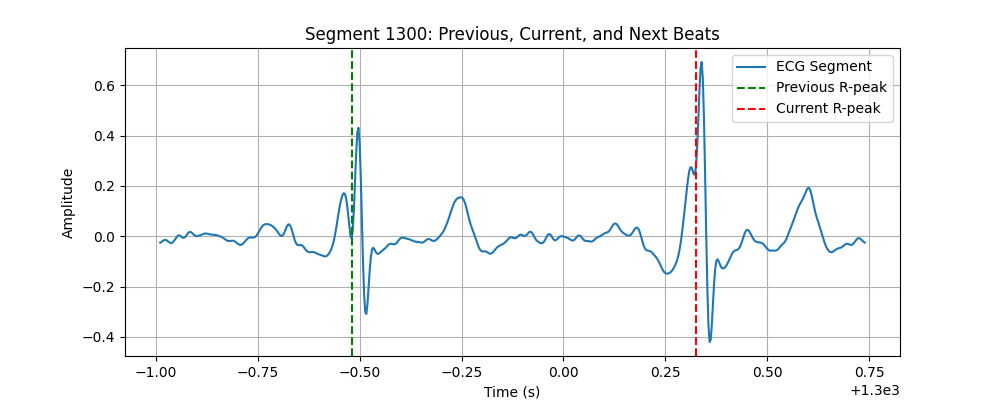 Segment 1300: Previous, Current, and Next Beats
ECG Segment
Previous R-peak
Current R-peak
Amplitude
0.6
0.4
0.2
0.0
−0.2
−0.4
−1.00 −0.75 −0.50 −0.25 0.00 0.25 0.50 0.75
+1.3e3
Time (s)